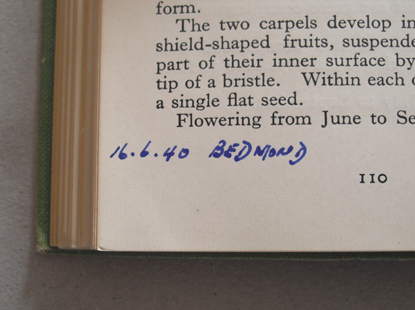 form.
The two carpels develop in
shield-shaped fruits, suspende
part of their inner surface by
tip of a bristle. Within each
a single flat seed.
Flowering from June to Se
16.6.40 BEDMOND
110